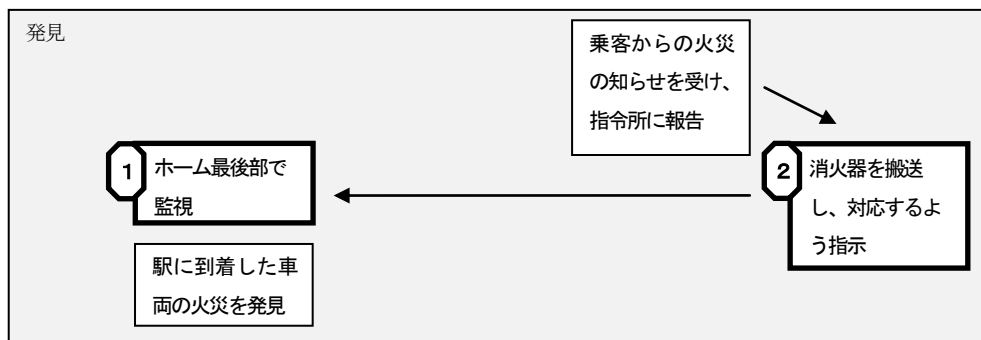 発見
乗客からの火災
の知らせを受け、
指令所に報告
1
ホーム最後部で
監視
2
消火器を搬送
し、対応するよ
う指示
駅に到着した車
両の火災を発見